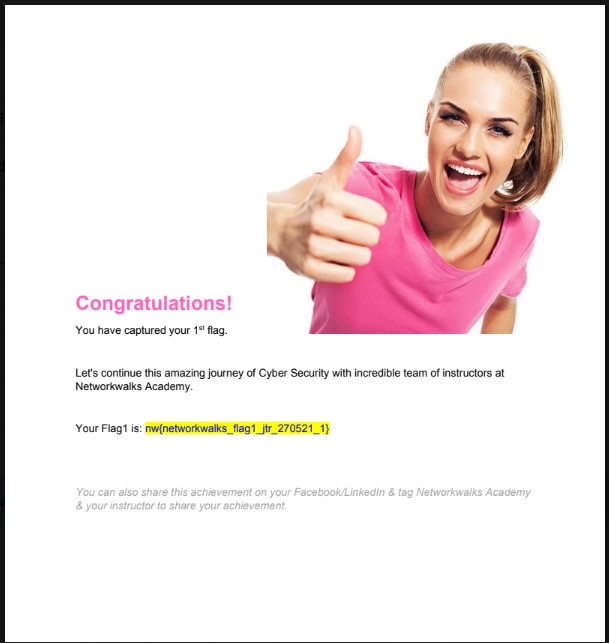 Congratulations!
You have captured your 1st flag.
Let's continue this amazing journey of Cyber Security with incredible team of instructors at
Networkwalks Academy.
Your Flag1 is: nw{networkwalks_flag1_jtr_270521_1}
You can also share this achievement on your Facebook/LinkedIn & tag Networkwalks Academy
& your instructor to share your achievement.